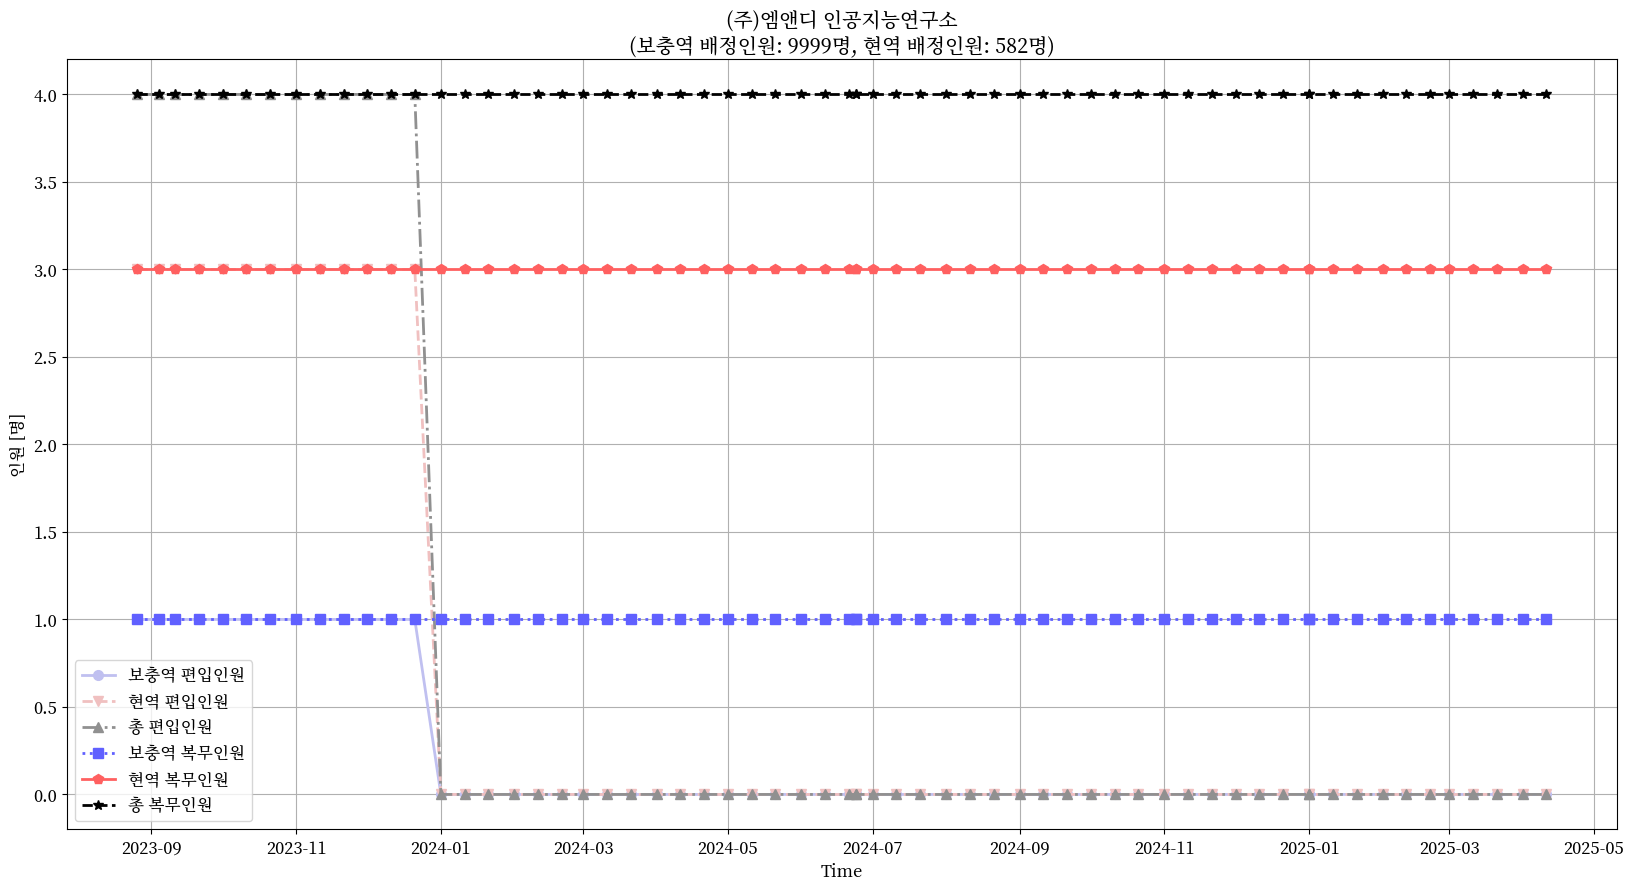 (주)엠앤디 인공지능연구소
(보충역 배정인원: 9999명, 현역 배정인원: 582명)
인원 [명]
4.0
3.5
3.0
2.5
2.0
1.5
1.0
0.5
0.0
보충역 편입인원
현역 편입인원
총 편입인원
보충역 복무인원
현역 복무인원
총 복무인원
2023-09
2023-11
2024-01
2024-03
2024-05
2024-07
2024-09
2024-11
2025-01
2025-03
2025-05
Time